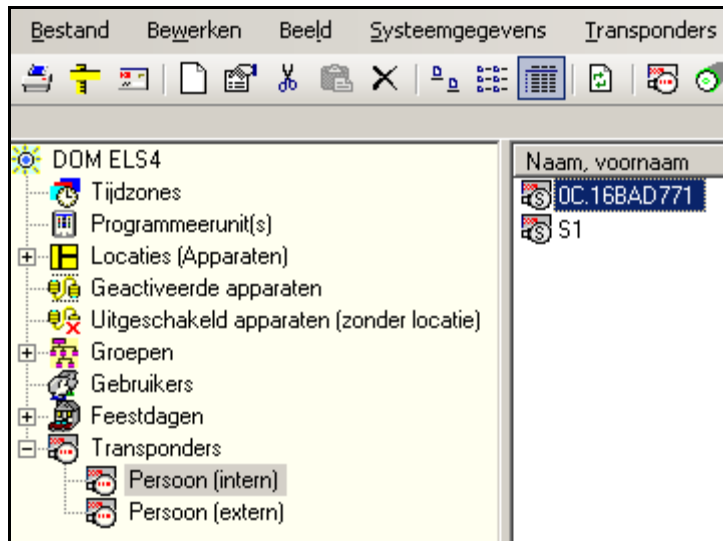 Bestand Bewerken Beeld Systeemgegevens Transponders
DOM ELS4
Tijdzones
Programmeerunit(s)
Locaties (Apparaten)
Geactiveerde apparaten
Uitgeschakeld apparaten (zonder locatie)
Groepen
Gebruikers
Feestdagen
Transponders
Persoon (intern)
Persoon (extern)
Naam, voornaam
0C.16BAD771
S1